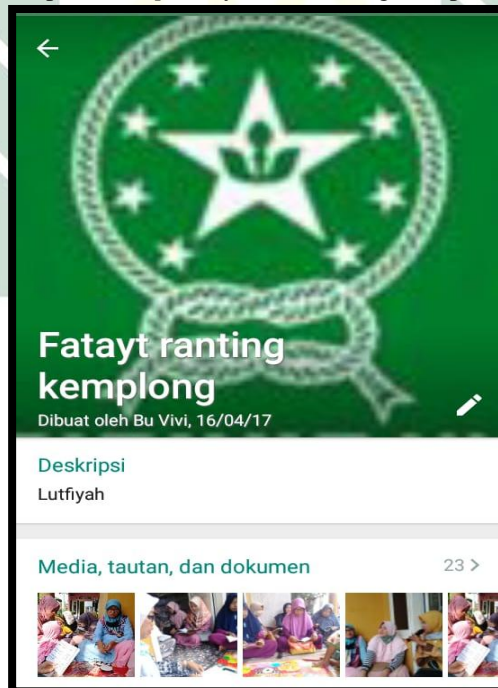 Fatayt ranting
kemplong
Dibuat oleh Bu Vivi, 16/04/17
Deskripsi
Lutfiyah
Media, tautan, dan dokumen
23 >